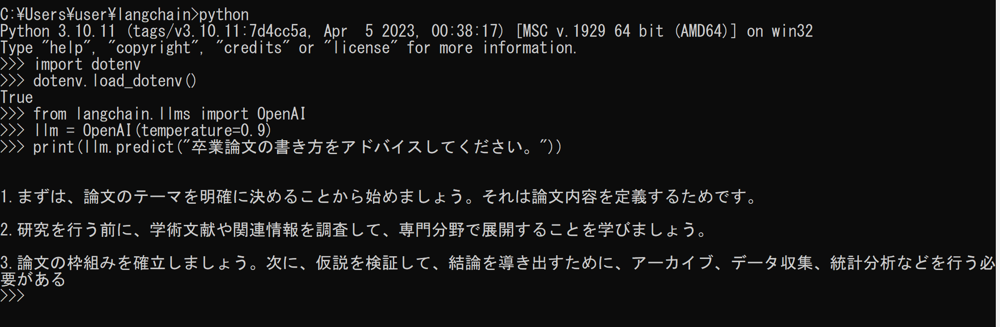 C:¥Users¥user¥langchain>python
Python 3.10.11 (tags/v3.10.11:7d4cc5a, Apr  5 2023, 00:38:17) [MSC v.1929 64 bit (AMD64)] on win32
Type "help", "copyright", "credits" or "license" for more information.
>>> import dotenv
>>> dotenv.load_dotenv()
True
>>> from langchain.llms import OpenAI
>>> llm = OpenAI(temperature=0.9)
>>> print(llm.predict("卒業論文の書き方をアドバイスしてください。"))
1.まずは、論文のテーマを明確に決めることから始めましょう。それは論文内容を定義するためです。
2.研究を行う前に、学術文献や関連情報を調査して、専門分野で展開することを学びましょう。
3.論文の枠組みを確立しましょう。次に、仮説を検証して、結論を導き出すために、アーカイブ、データ収集、統計分析などを行う必
要がある
>>>